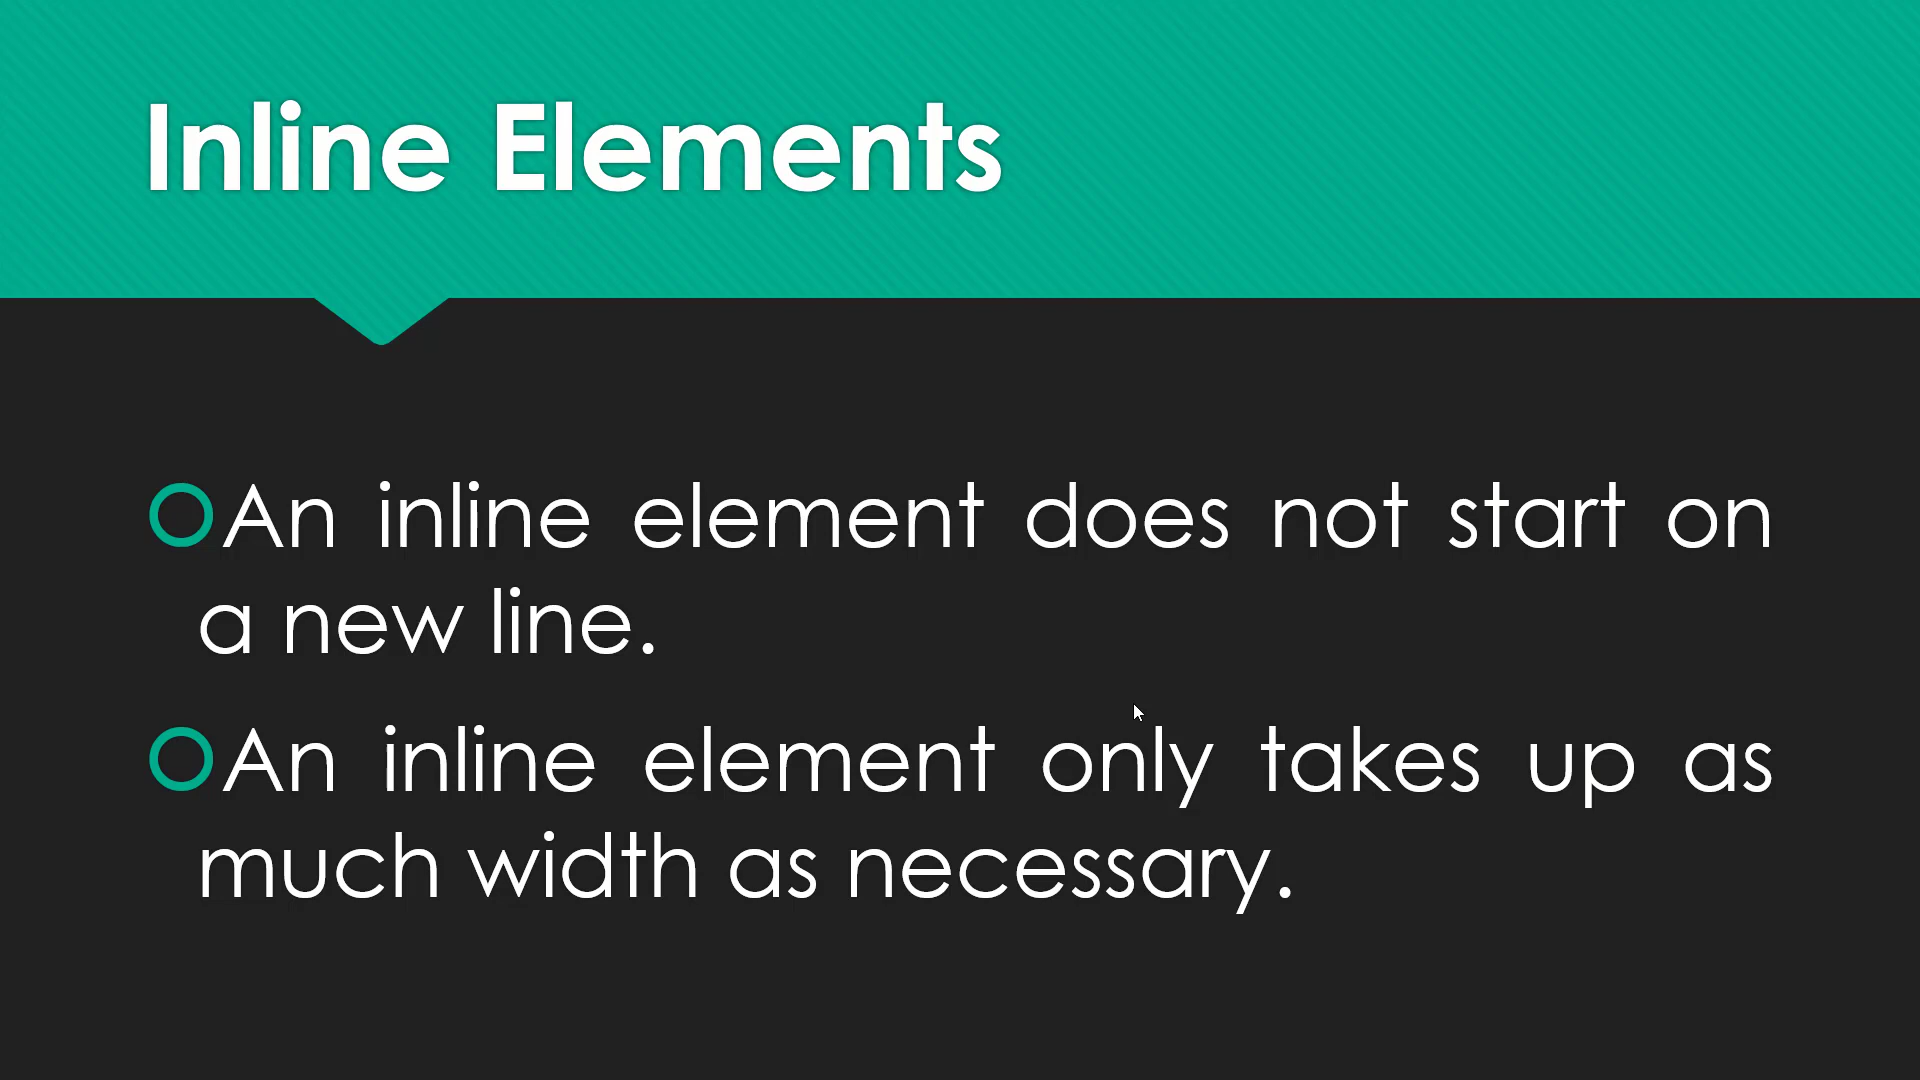 Inline Elements
An inline element does not start on
a new line.
An inline element only takes up as
much width as necessary.